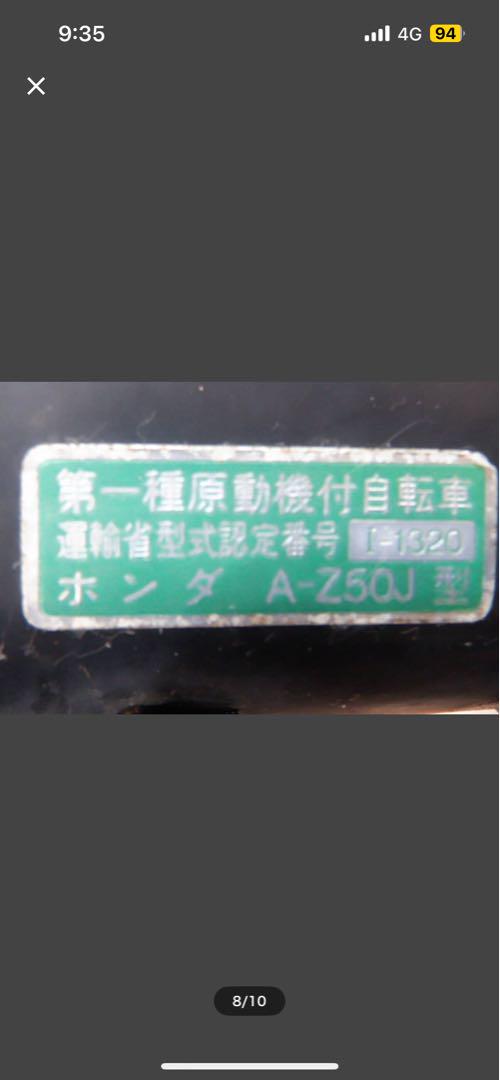 9:35
4G 94
第一種原動機付自転車
運輸省型式認定番号 I-1320
ホンダ A-Z50J 型
8/10